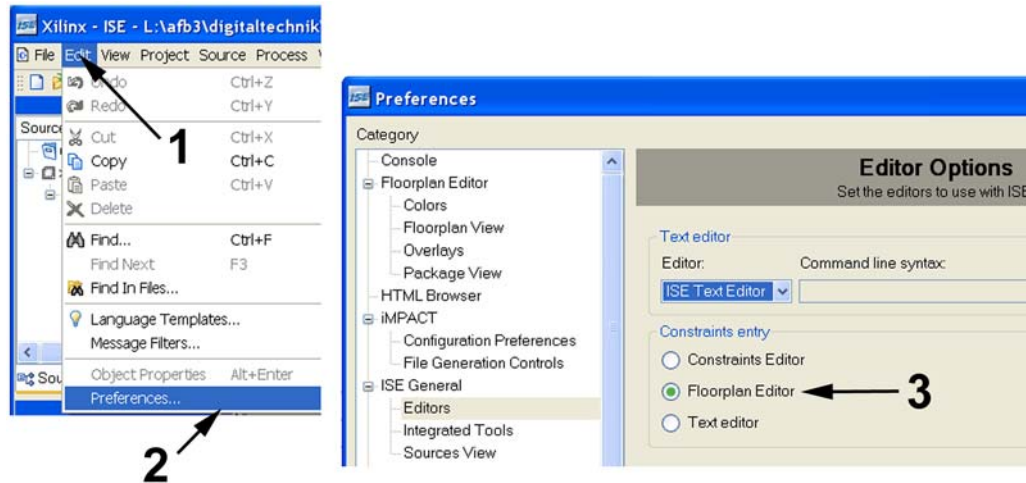 Xilinx - ISE - L:\afb3\digitaltechnik
File Edit View Project Source Process
Undo Ctrl+Z
Redo Ctrl+Y
Cut Ctrl+X
Copy Ctrl+C
Paste Ctrl+V
Delete
Find... Ctrl+F
Find Next F3
Find In Files...
Language Templates...
Message Filters...
Object Properties Alt+Enter
Preferences...
Source
Sou
1
2
ISE Preferences
Category
Console
Floorplan Editor
Colors
Floorplan View
Overlays
Package View
HTML Browser
iMPACT
Configuration Preferences
File Generation Controls
ISE General
Editors
Integrated Tools
Sources View
Editor Options
Set the editors to use with ISE
Text editor
Editor: Command line syntax:
ISE Text Editor
Constraints entry
Constraints Editor
Floorplan Editor
Text editor
3